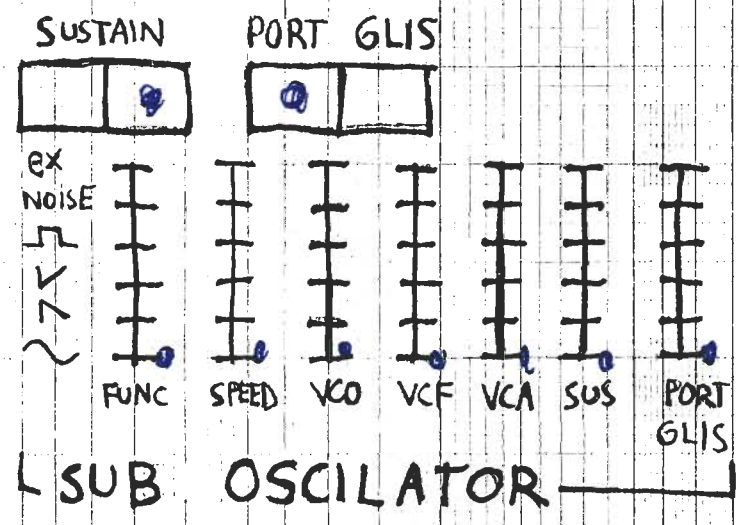 SUSTAIN PORT GLIS
ex
NOISE
FUNC SPEED VCO VCF VCA SUS PORT
GLIS
SUB OSCILATOR